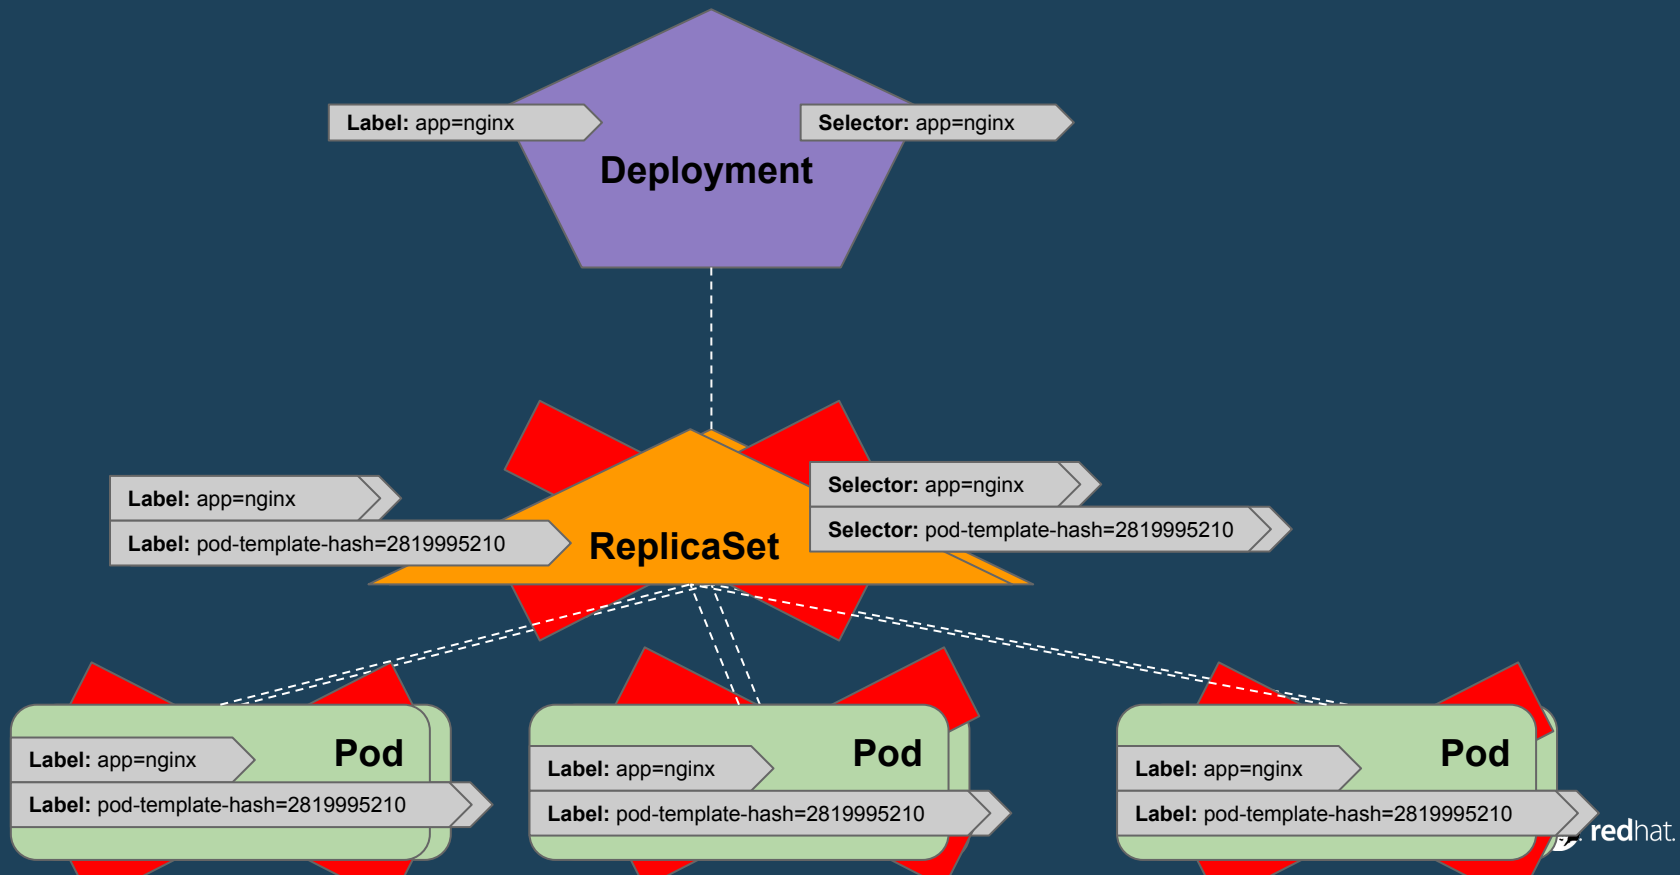 Label: app=nginx
Selector: app=nginx
Deployment
Label: app=nginx
Label: pod-template-hash=2819995210
ReplicaSet
Selector: app=nginx
Selector: pod-template-hash=2819995210
Label: app=nginx
Pod
Label: pod-template-hash=2819995210
Label: app=nginx
Pod
Label: pod-template-hash=2819995210
Label: app=nginx
Pod
Label: pod-template-hash=2819995210
redhat.